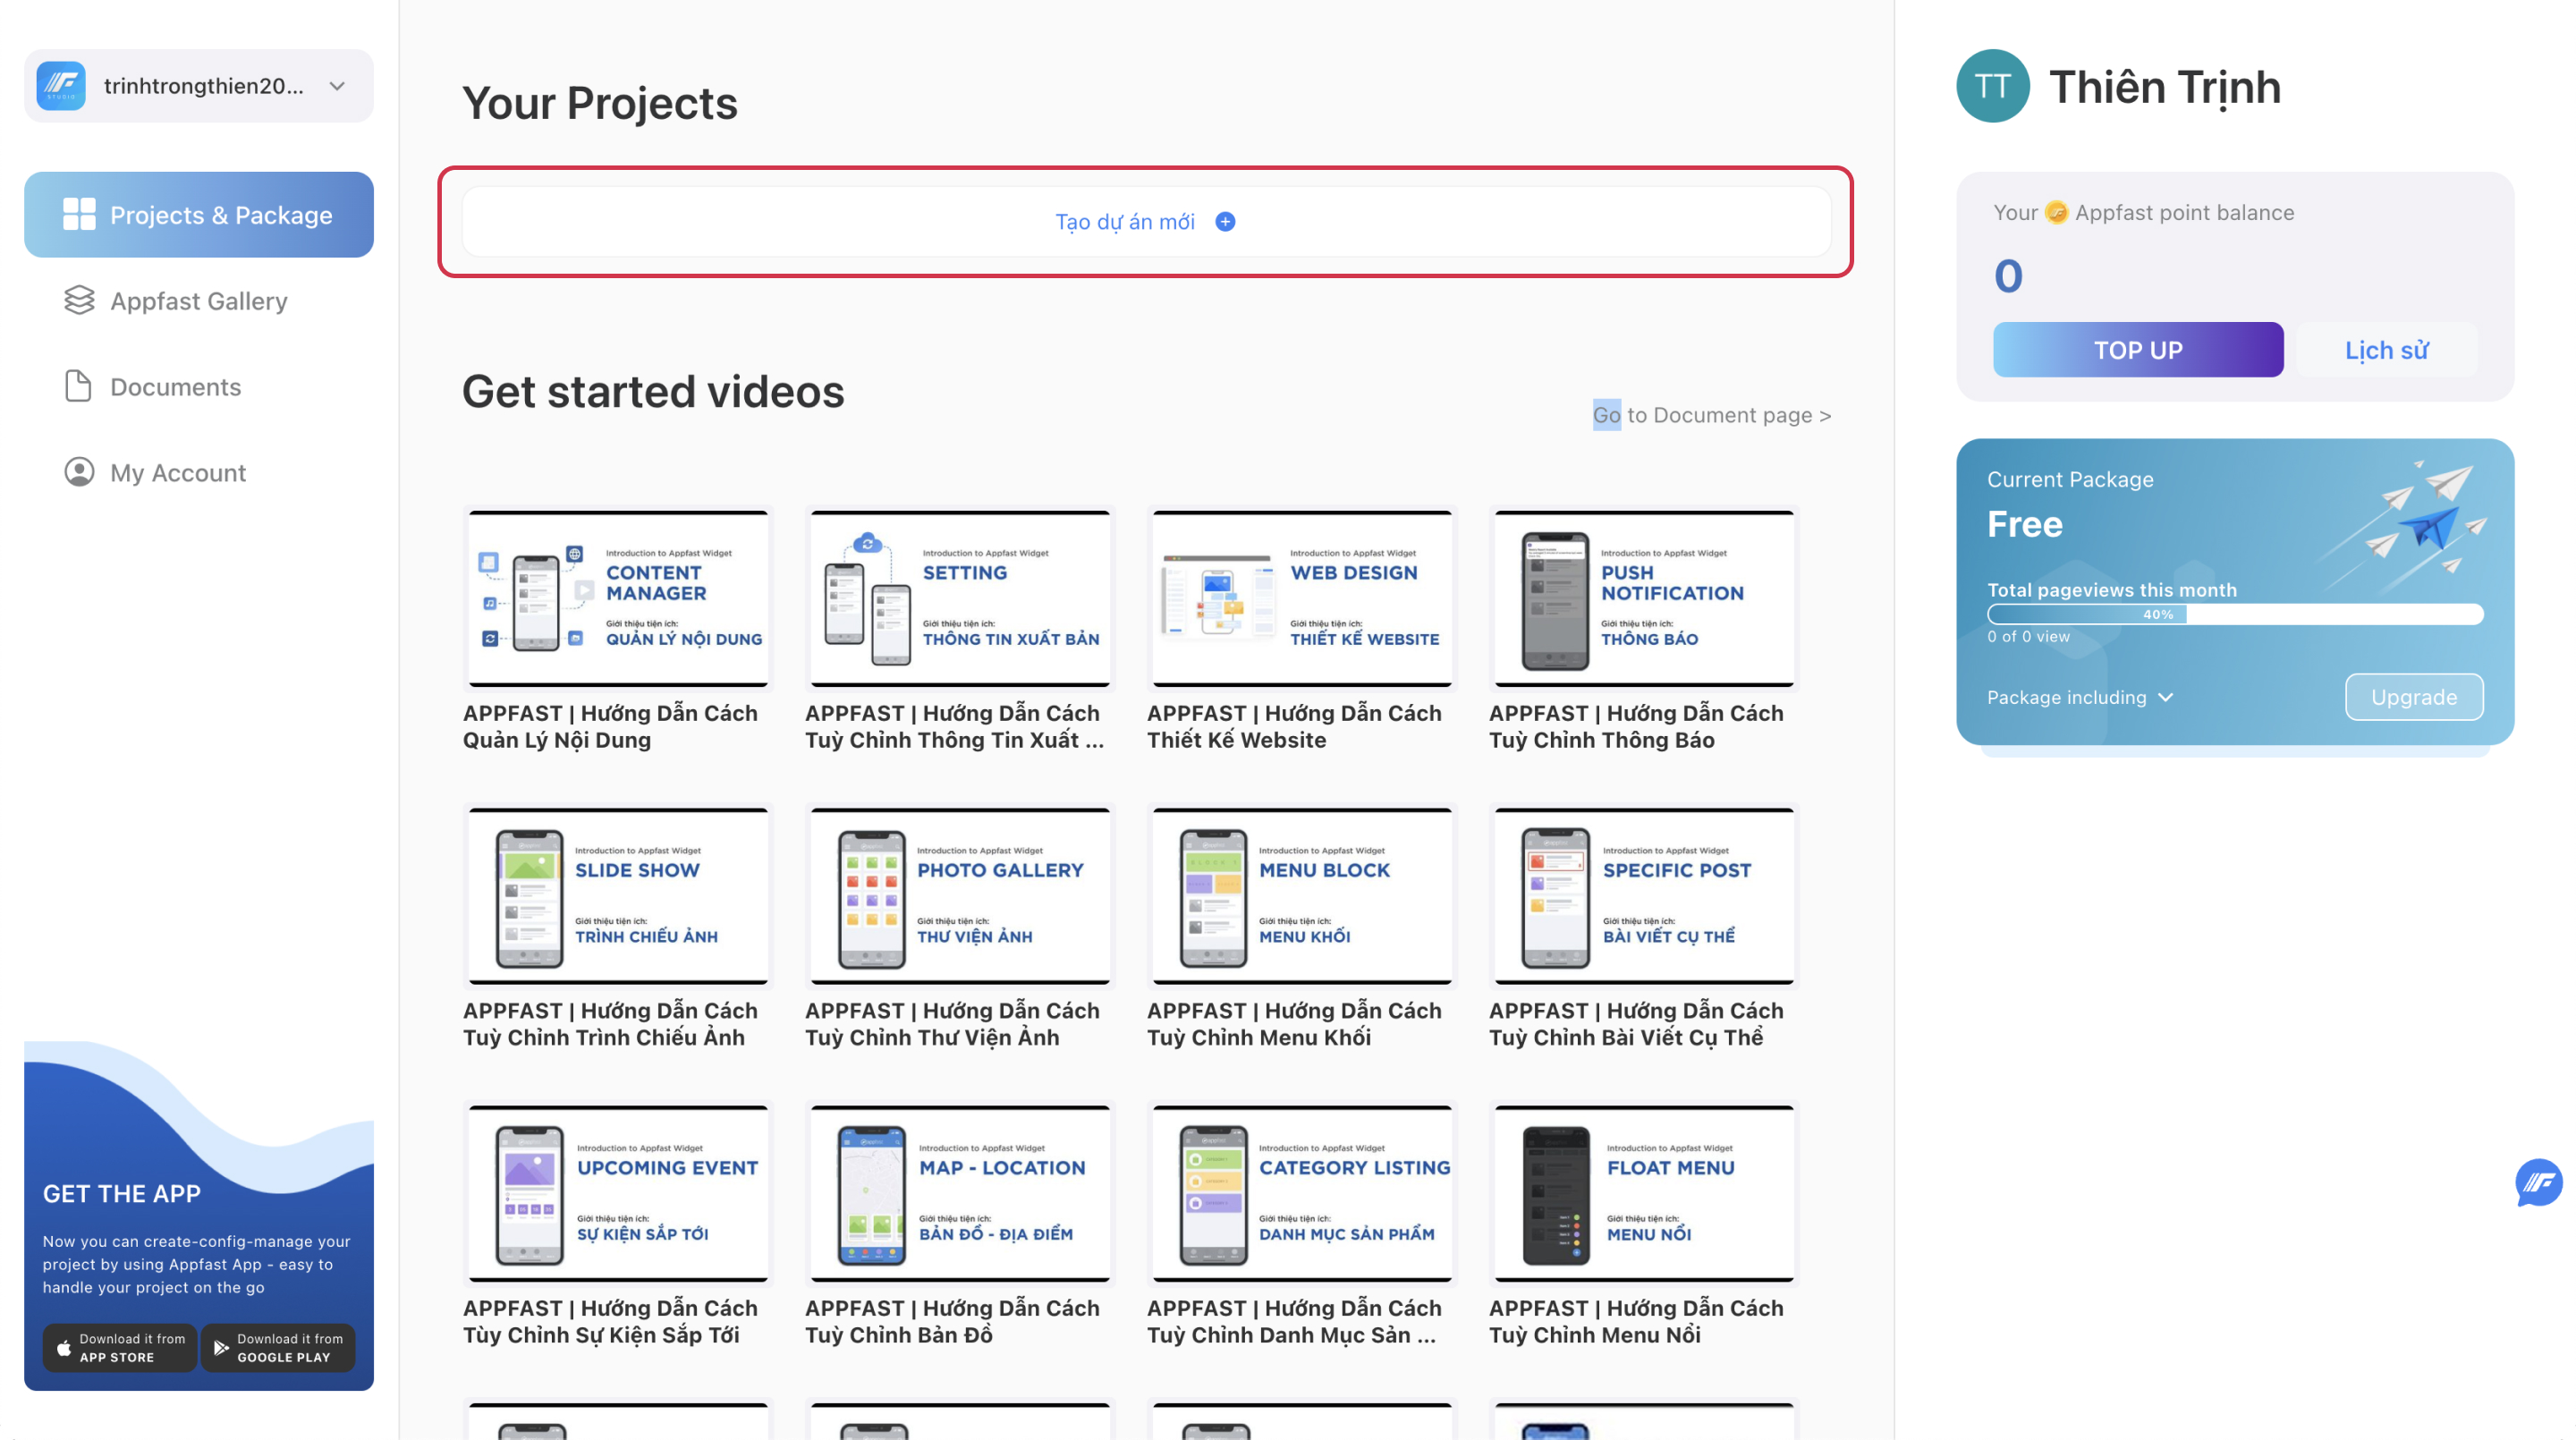 STUDIO
trinhtrongthien20...
Projects & Package
Appfast Gallery
Documents
My Account
GET THE APP
Now you can create-config-manage your
project by using Appfast App - easy to
handle your project on the go
Download it from
APP STORE
Download it from
GOOGLE PLAY
Your Projects
Tạo dự án mới
Get started videos
Go to Document page >
Introduction to Appfast Widget
CONTENT
MANAGER
Giới thiệu tiện ích:
QUẢN LÝ NỘI DUNG
APPFAST | Hướng Dẫn Cách
Quản Lý Nội Dung
Introduction to Appfast Widget
SETTING
Giới thiệu tiện ích:
THÔNG TIN XUẤT BẢN
APPFAST | Hướng Dẫn Cách
Tuỳ Chỉnh Thông Tin Xuất ...
Introduction to Appfast Widget
WEB DESIGN
Giới thiệu tiện ích:
THIẾT KẾ WEBSITE
APPFAST | Hướng Dẫn Cách
Thiết Kế Website
Introduction to Appfast Widget
PUSH
NOTIFICATION
Giới thiệu tiện ích:
THÔNG BÁO
APPFAST | Hướng Dẫn Cách
Tuỳ Chỉnh Thông Báo
Introduction to Appfast Widget
SLIDE SHOW
Giới thiệu tiện ích:
TRÌNH CHIẾU ẢNH
APPFAST | Hướng Dẫn Cách
Tuỳ Chỉnh Trình Chiếu Ảnh
Introduction to Appfast Widget
PHOTO GALLERY
Giới thiệu tiện ích:
THƯ VIỆN ẢNH
APPFAST | Hướng Dẫn Cách
Tuỳ Chỉnh Thư Viện Ảnh
Introduction to Appfast Widget
MENU BLOCK
Giới thiệu tiện ích:
MENU KHỐI
APPFAST | Hướng Dẫn Cách
Tuỳ Chỉnh Menu Khối
Introduction to Appfast Widget
SPECIFIC POST
Giới thiệu tiện ích:
BÀI VIẾT CỤ THỂ
APPFAST | Hướng Dẫn Cách
Tuỳ Chỉnh Bài Viết Cụ Thể
Introduction to Appfast Widget
UPCOMING EVENT
Giới thiệu tiện ích:
SỰ KIỆN SẮP TỚI
APPFAST | Hướng Dẫn Cách
Tùy Chỉnh Sự Kiện Sắp Tới
Introduction to Appfast Widget
MAP - LOCATION
Giới thiệu tiện ích:
BẢN ĐỒ - ĐỊA ĐIỂM
APPFAST | Hướng Dẫn Cách
Tuỳ Chỉnh Bản Đồ
Introduction to Appfast Widget
CATEGORY LISTING
Giới thiệu tiện ích:
DANH MỤC SẢN PHẨM
APPFAST | Hướng Dẫn Cách
Tuỳ Chỉnh Danh Mục Sản ...
Introduction to Appfast Widget
FLOAT MENU
Giới thiệu tiện ích:
MENU NỔI
APPFAST | Hướng Dẫn Cách
Tuỳ Chỉnh Menu Nổi
TT
Thiên Trịnh
Your Appfast point balance
0
TOP UP
Lịch sử
Current Package
Free
Total pageviews this month
40%
0 of 0 view
Package including
Upgrade